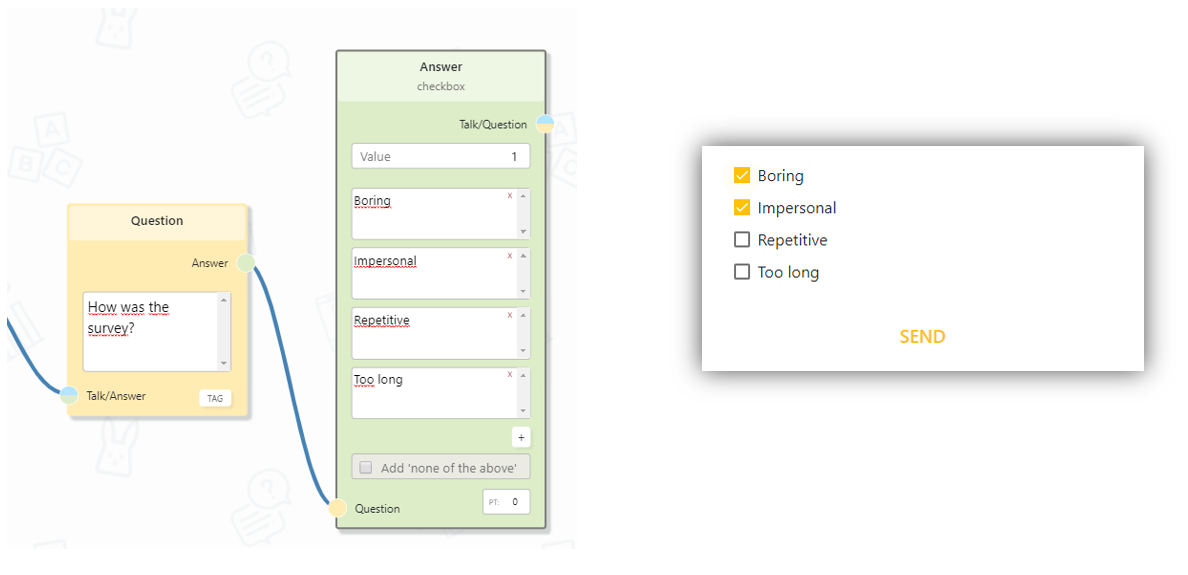 Question
Answer
How was the
survey?
Talk/Answer
TAG
Answer
checkbox
Talk/Question
Value 1
Boring
x
Impersonal
x
Repetitive
x
Too long
x
+
Add 'none of the above'
Question
PT: 0
Boring
Impersonal
Repetitive
Too long
SEND
A
B
C
?
?
A
B
C
A